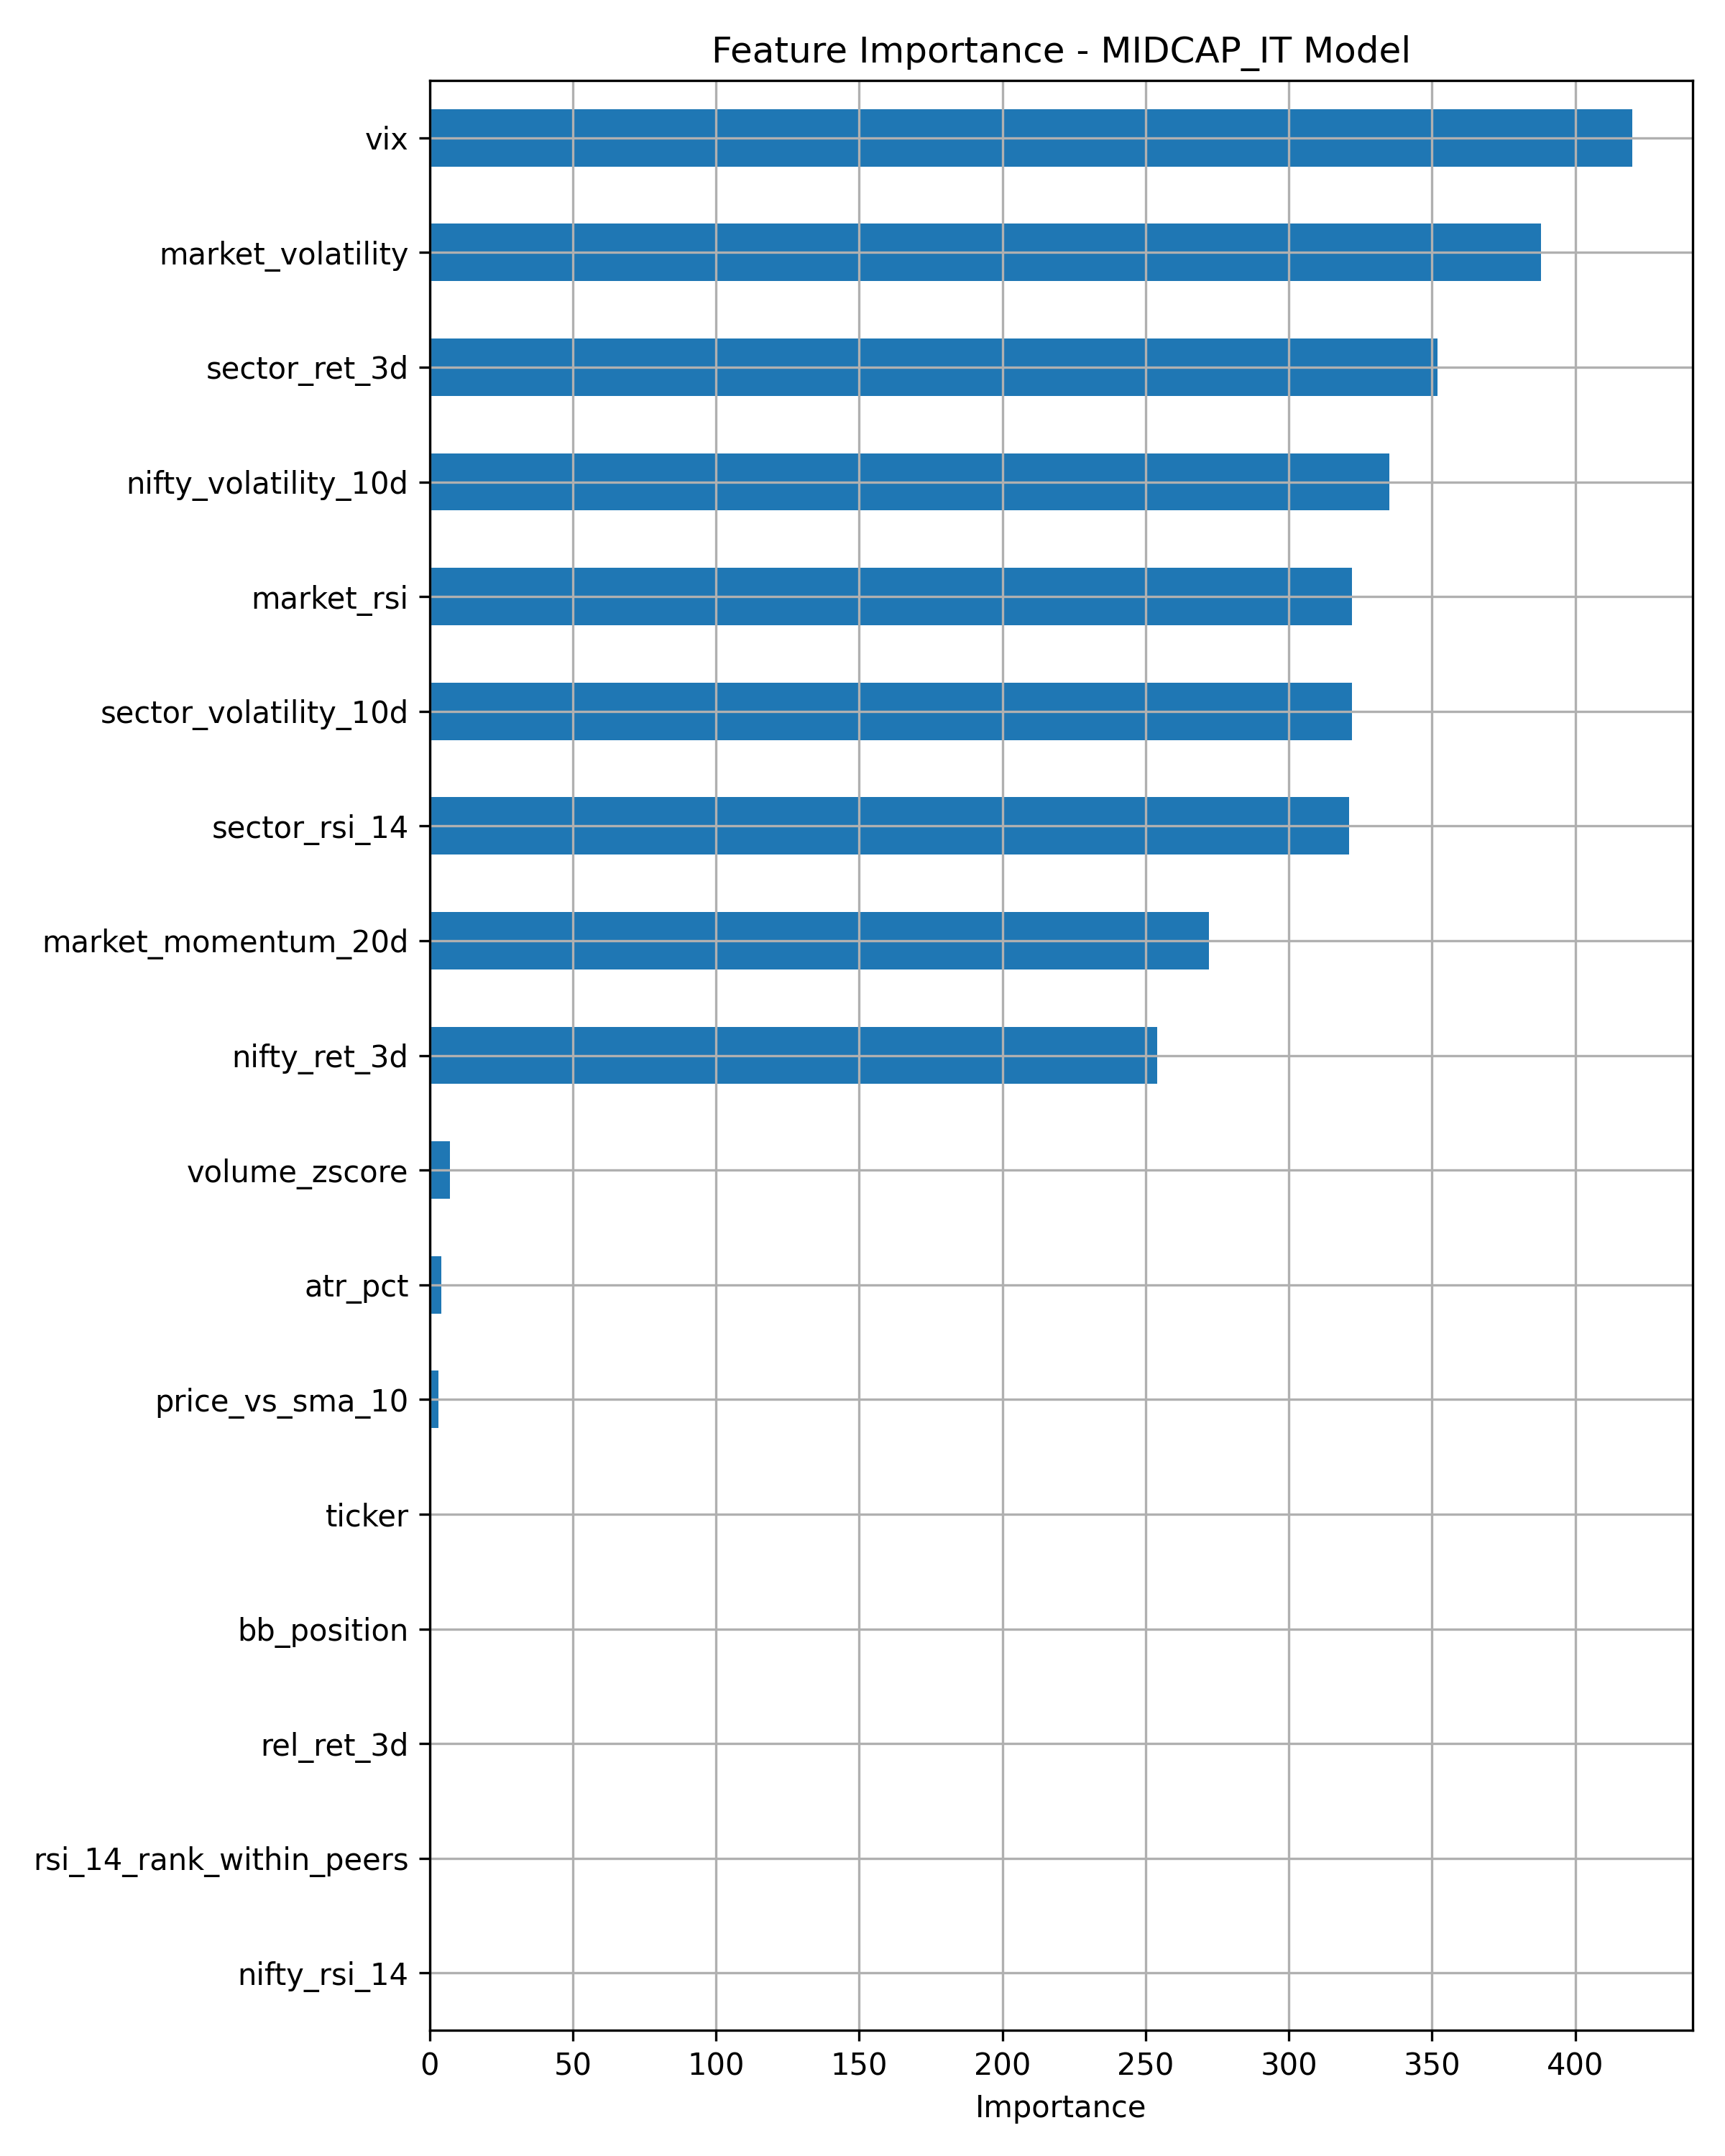 Feature Importance - MIDCAP_IT Model
vix
market_volatility
sector_ret_3d
nifty_volatility_10d
market_rsi
sector_volatility_10d
sector_rsi_14
market_momentum_20d
nifty_ret_3d
volume_zscore
atr_pct
price_vs_sma_10
ticker
bb_position
rel_ret_3d
rsi_14_rank_within_peers
nifty_rsi_14
0 50 100 150 200 250 300 350 400
Importance